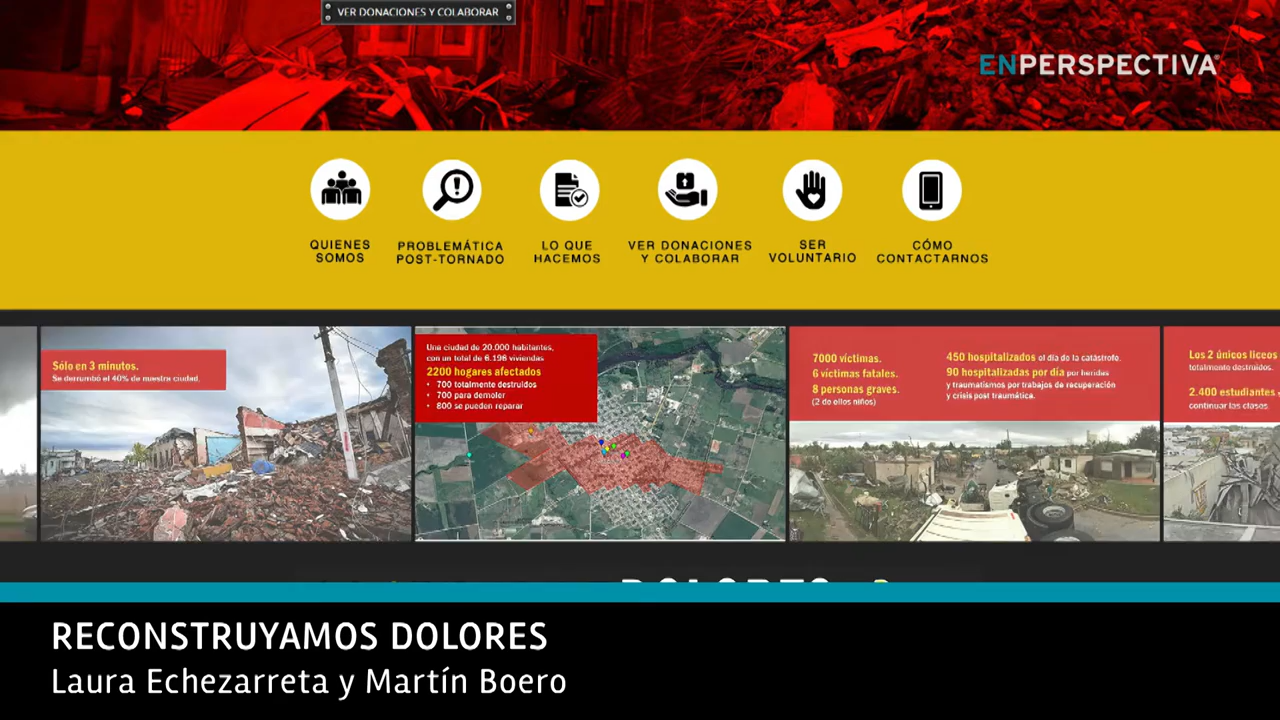 VER DONACIONES Y COLABORAR
ENPERSPECTIVA
QUIENES
SOMOS
PROBLEMÁTICA
POST-TORNADO
LO QUE
HACEMOS
VER DONACIONES
Y COLABORAR
SER
VOLUNTARIO
CÓMO
CONTACTARNOS
Sólo en 3 minutos.
Se derrumbó el 40% de nuestra ciudad.
Una ciudad de 20.000 habitantes,
con un total de 6.196 viviendas
2200 hogares afectados
• 700 totalmente destruidos
• 700 para demoler
• 800 se pueden reparar
7000 víctimas.
6 víctimas fatales.
8 personas graves.
(2 de ellos niños)
450 hospitalizados el día de la catástrofe.
90 hospitalizadas por día por heridas
y traumatismos por trabajos de recuperación
y crisis post traumática.
Los 2 únicos liceos
totalmente destruidos.
2.400 estudiantes
continuar las clases.
RECONSTRUYAMOS DOLORES
Laura Echezarreta y Martín Boero